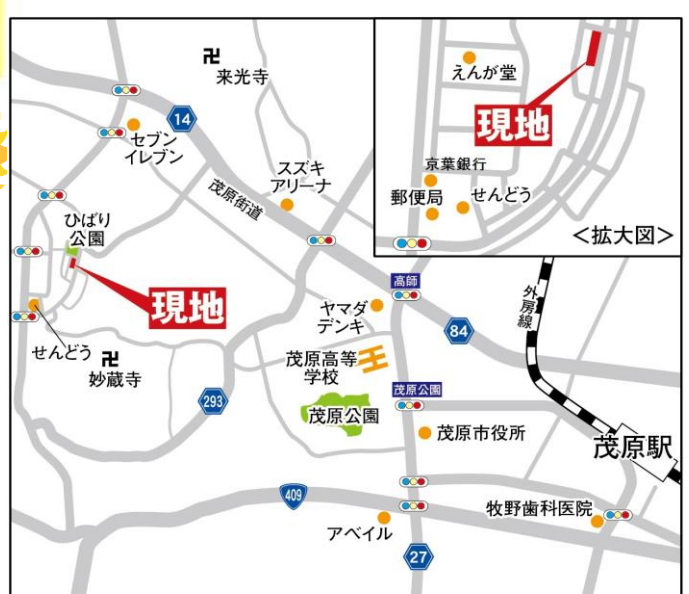 卍
来光寺
14
セブン
イレブン
スズキ
アリーナ
茂原街道
ひばり
公園
現地
せんどう
卍
妙蔵寺
293
ヤマダ
デンキ
高師
84
茂原高等
学校
茂原公園
茂原公園
茂原市役所
外房線
茂原駅
409
アベイル
27
牧野歯科医院
えんが堂
現地
京葉銀行
郵便局
せんどう
<拡大図>